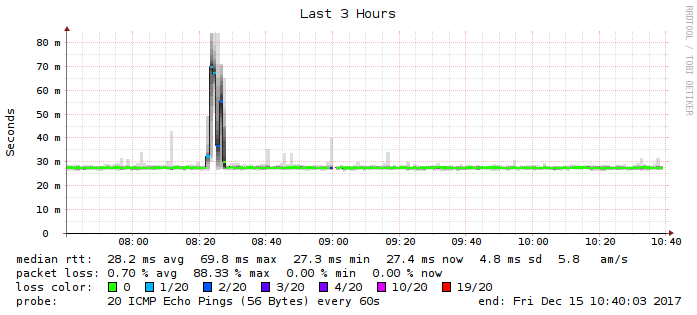 Last 3 Hours
RRDTOOL / TOBI OETIKER
Seconds
80 m
70 m
60 m
50 m
40 m
30 m
20 m
10 m
0
08:00 08:20 08:40 09:00 09:20 09:40 10:00 10:20 10:40
median rtt: 28.2 ms avg 69.8 ms max 27.3 ms min 27.4 ms now 4.8 ms sd 5.8 am/s
packet loss: 0.70 % avg 88.33 % max 0.00 % min 0.00 % now
loss color: 0 1/20 2/20 3/20 4/20 10/20 19/20
probe: 20 ICMP Echo Pings (56 Bytes) every 60s end: Fri Dec 15 10:40:03 2017